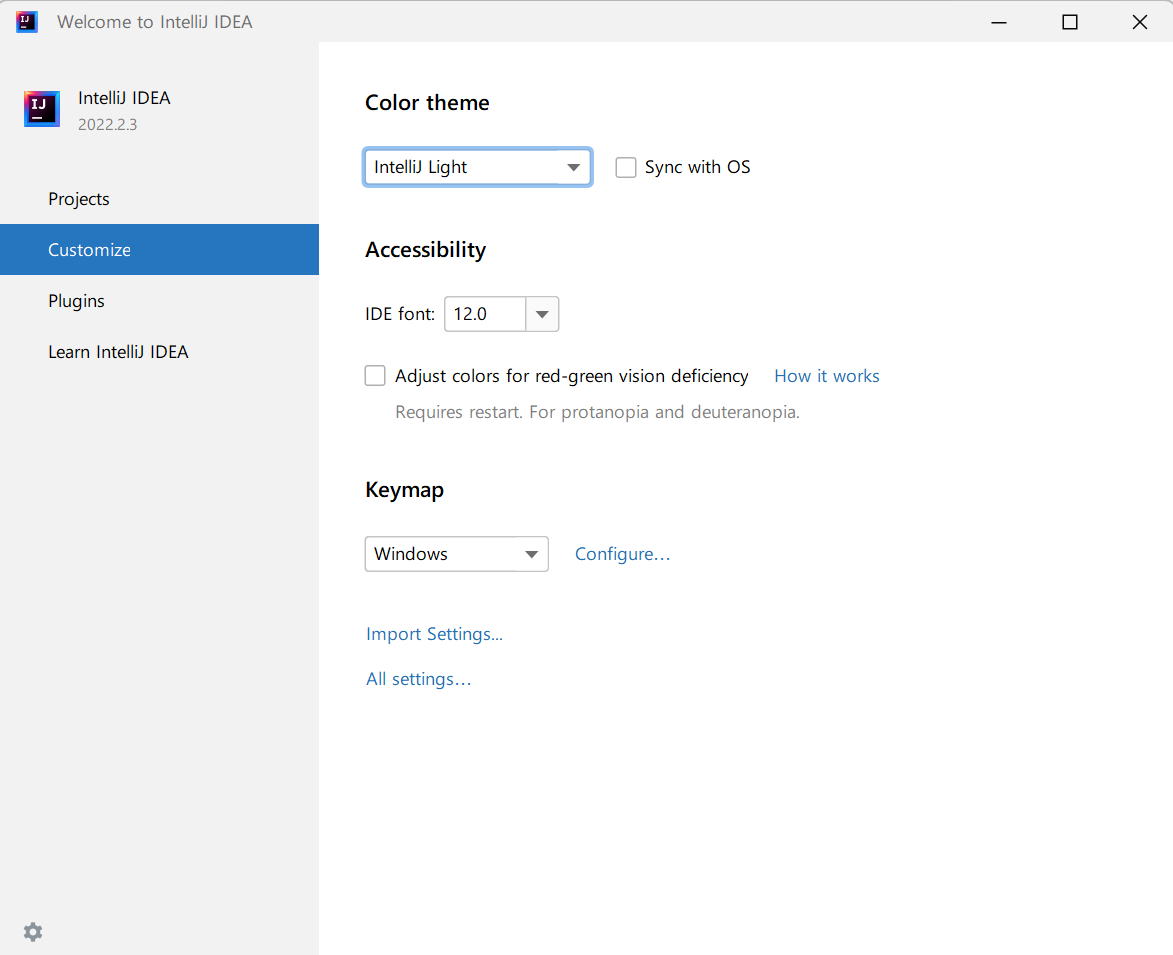 Welcome to IntelliJ IDEA
IJ
IntelliJ IDEA
2022.2.3
Projects
Customize
Plugins
Learn IntelliJ IDEA
Color theme
IntelliJ Light Sync with OS
Accessibility
IDE font: 12.0
Adjust colors for red-green vision deficiency How it works
Requires restart. For protanopia and deuteranopia.
Keymap
Windows Configure...
Import Settings...
All settings...